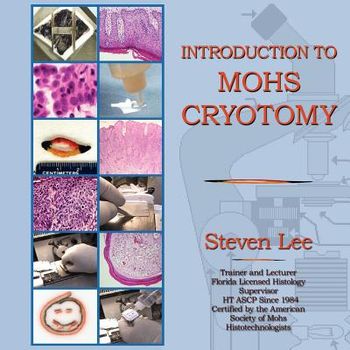 INTRODUCTION TO
MOHS
CRYOTOMY
Steven Lee
Trainer and Lecturer
Florida Licensed Histology
Supervisor
HT ASCP Since 1984
Certified by the American
Society of Mohs
Histotechnologists
CENTIMETERS